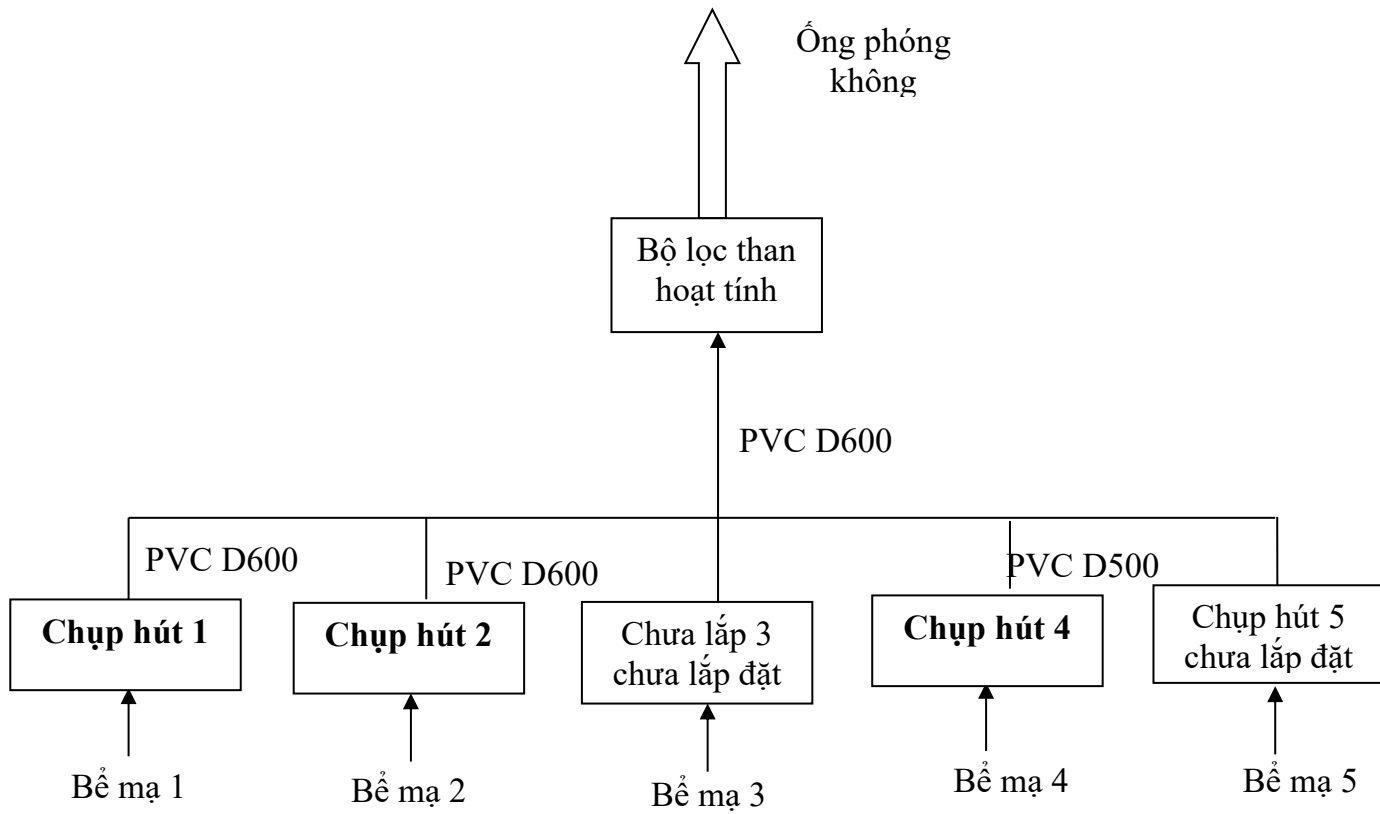 Ống phóng
không
Bộ lọc than
hoạt tính
PVC D600
PVC D600
PVC D600
PVC D500
Chụp hút 1
Chụp hút 2
Chưa lắp 3
chưa lắp đặt
Chụp hút 4
Chụp hút 5
chưa lắp đặt
Bể mạ 1
Bể mạ 2
Bể mạ 3
Bể mạ 4
Bể mạ 5